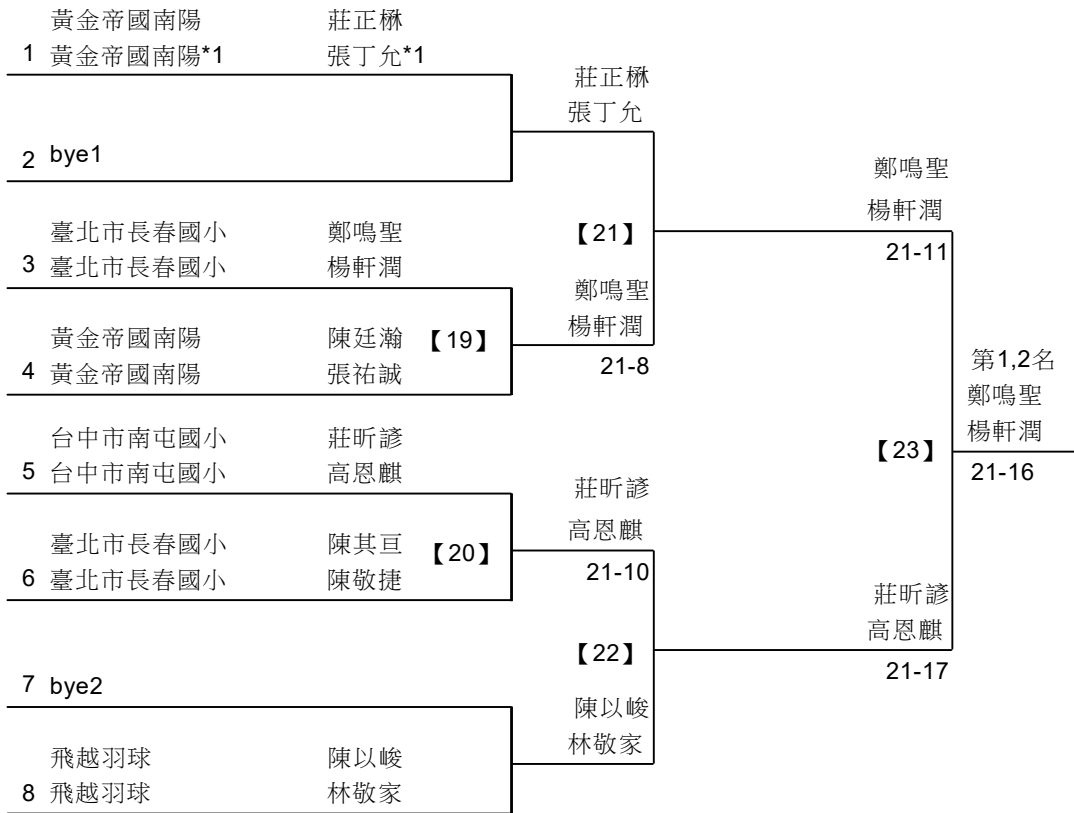 黃金帝國南陽 莊正楙
1 黃金帝國南陽*1 張丁允*1
2 bye1
臺北市長春國小 鄭鳴聖
3 臺北市長春國小 楊軒潤
黃金帝國南陽 陳廷瀚 【19】
4 黃金帝國南陽 張祐誠
台中市南屯國小 莊昕諺
5 台中市南屯國小 高恩麒
臺北市長春國小 陳其亘 【20】
6 臺北市長春國小 陳敬捷
7 bye2
飛越羽球 陳以峻
8 飛越羽球 林敬家
莊正楙
張丁允
【21】
鄭鳴聖
楊軒潤
21-8
莊昕諺
高恩麒
21-10
【22】
陳以峻
林敬家
鄭鳴聖
楊軒潤
21-11
【23】
莊昕諺
高恩麒
21-17
第1,2名
鄭鳴聖
楊軒潤
21-16